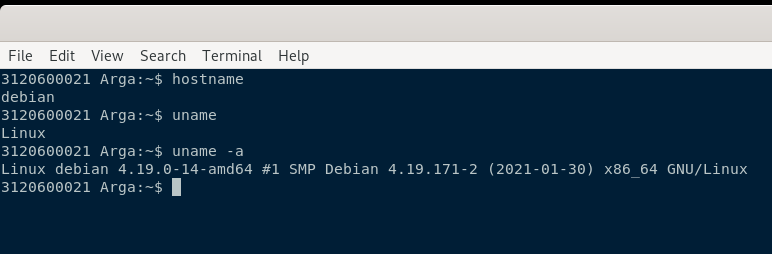 File Edit View Search Terminal Help
3120600021 Arga:~$ hostname
debian
3120600021 Arga:~$ uname
Linux
3120600021 Arga:~$ uname -a
Linux debian 4.19.0-14-amd64 #1 SMP Debian 4.19.171-2 (2021-01-30) x86_64 GNU/Linux
3120600021 Arga:~$